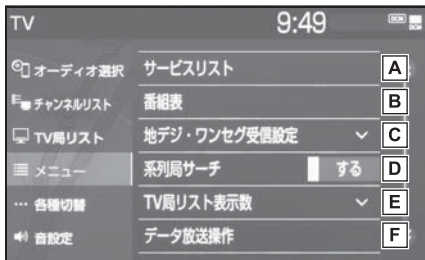 TV 9:49 DCM
オーディオ選択
チャンネルリスト
TV局リスト
メニュー
各種切替
音設定
サービスリスト A
番組表 B
地デジ・ワンセグ受信設定 C
系列局サーチ する D
TV局リスト表示数 E
データ放送操作 F